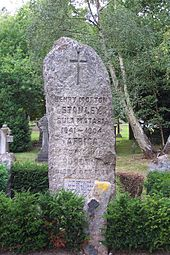 HENRY MORTON
STANLEY
BULA MATARI
1841-1904
AFRICA